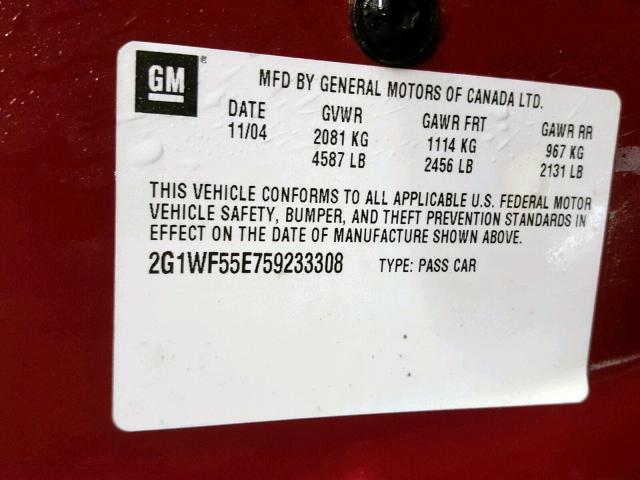 GM
MFD BY GENERAL MOTORS OF CANADA LTD.
DATE GVWR GAWR FRT GAWR RR
11/04 2081 KG 1114 KG 967 KG
4587 LB 2456 LB 2131 LB
THIS VEHICLE CONFORMS TO ALL APPLICABLE U.S. FEDERAL MOTOR
VEHICLE SAFETY, BUMPER, AND THEFT PREVENTION STANDARDS IN
EFFECT ON THE DATE OF MANUFACTURE SHOWN ABOVE.
2G1WF55E759233308 TYPE: PASS CAR